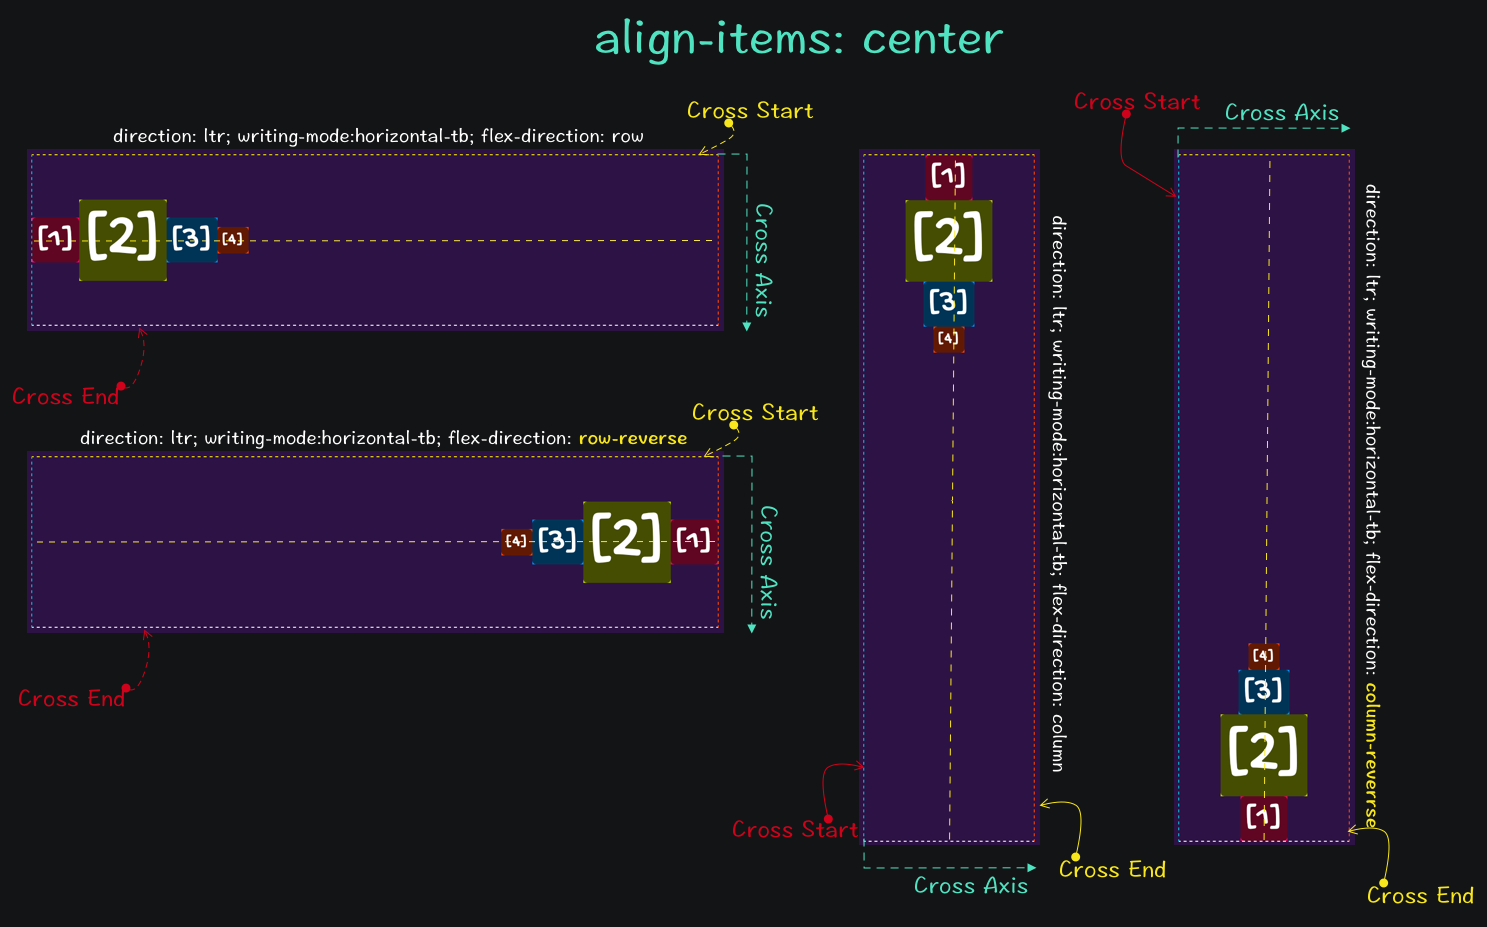 align-items: center
Cross Start
direction: ltr; writing-mode:horizontal-tb; flex-direction: row
[1] [2] [3] [4]
Cross Axis
Cross End
Cross Start
direction: ltr; writing-mode:horizontal-tb; flex-direction: row-reverse
[4] [3] [2] [1]
Cross Axis
Cross End
[1]
[2]
[3]
[4]
direction: ltr; writing-mode:horizontal-tb; flex-direction: column
Cross Start
Cross End
Cross Axis
Cross Start
Cross Axis
direction: ltr; writing-mode:horizontal-tb; flex-direction: column-reverrse
[4]
[3]
[2]
[1]
Cross End